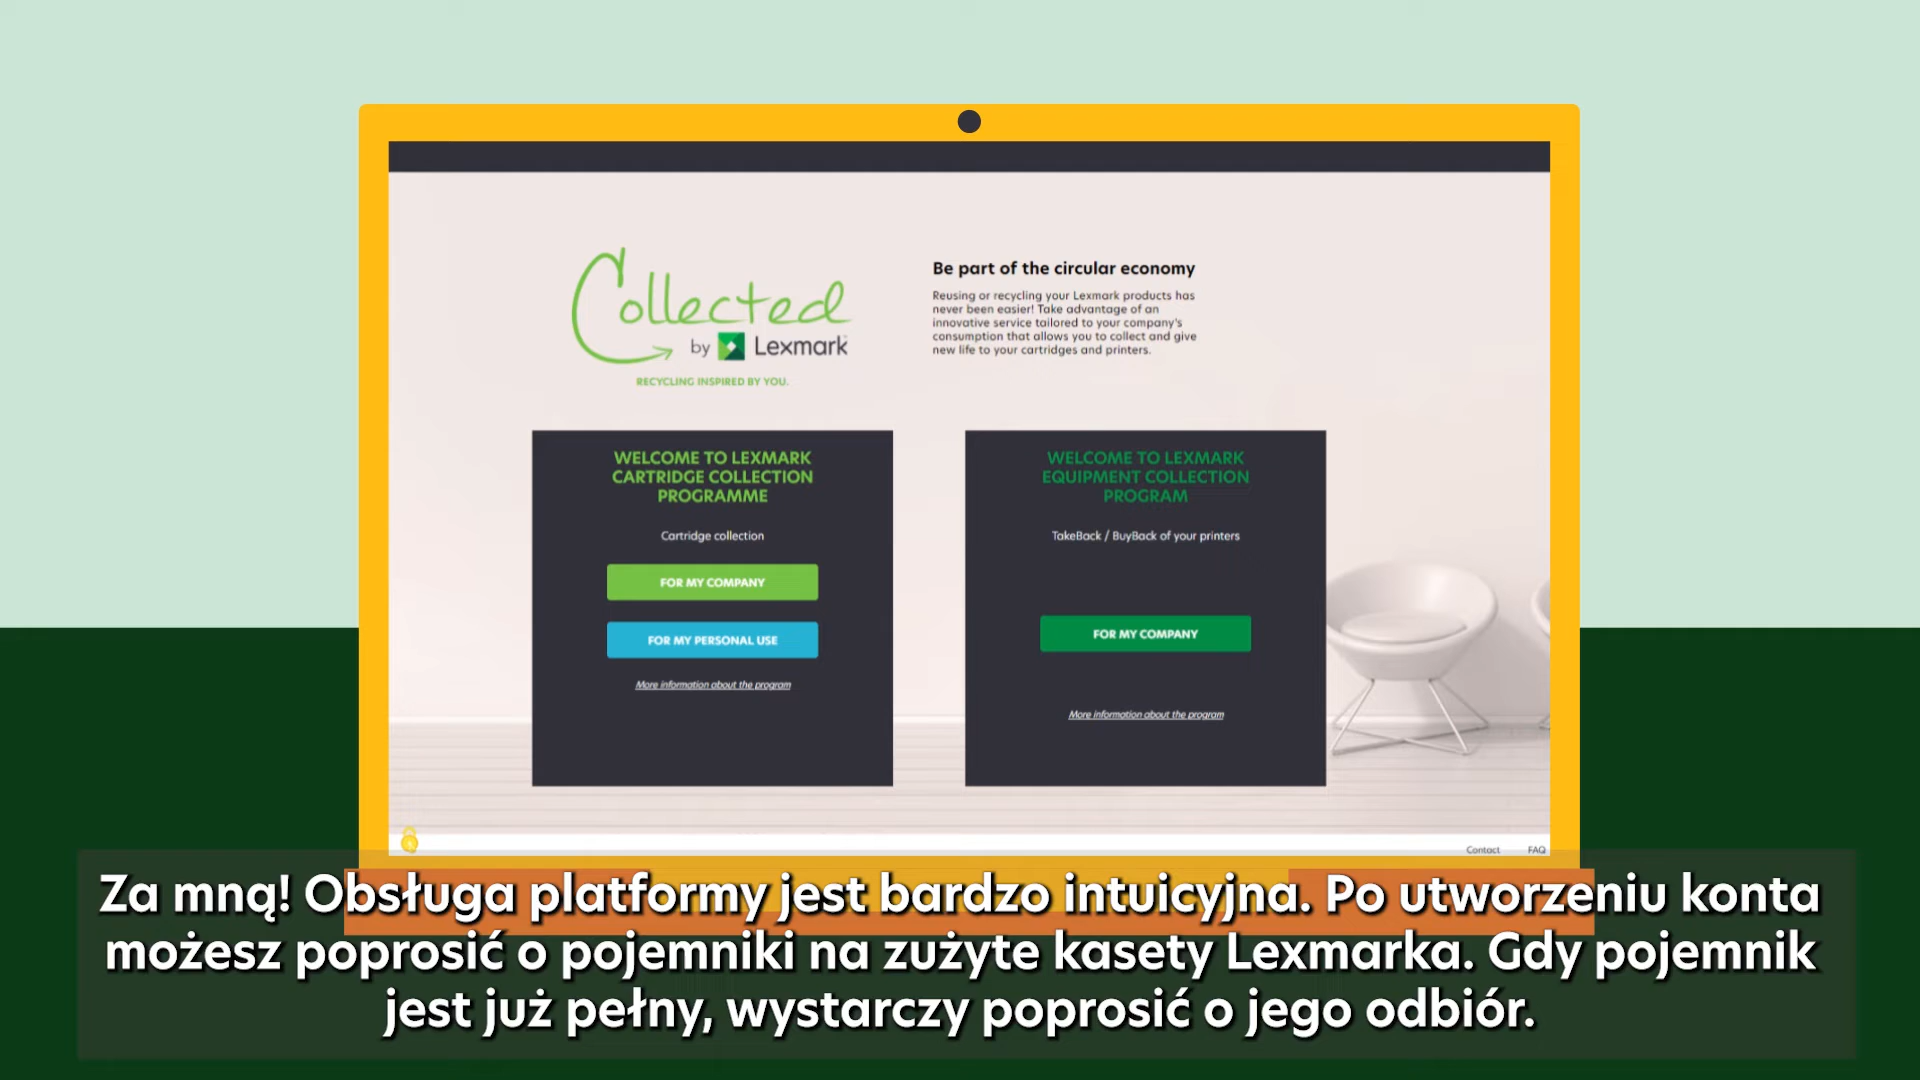 Collected
by Lexmark
RECYCLING INSPIRED BY YOU.
Be part of the circular economy
Reusing or recycling your Lexmark products has
never been easier! Take advantage of an
innovative service tailored to your company's
consumption that allows you to collect and give
new life to your cartridges and printers.
WELCOME TO LEXMARK
CARTRIDGE COLLECTION
PROGRAMME
Cartridge collection
FOR MY COMPANY
FOR MY PERSONAL USE
More information about the program
WELCOME TO LEXMARK
EQUIPMENT COLLECTION
PROGRAM
TakeBack / BuyBack of your printers
FOR MY COMPANY
More information about the program
Contact FAQ
Za mną! Obsługa platformy jest bardzo intuicyjna. Po utworzeniu konta
możesz poprosić o pojemniki na zużyte kasety Lexmarka. Gdy pojemnik
jest już pełny, wystarczy poprosić o jego odbiór.